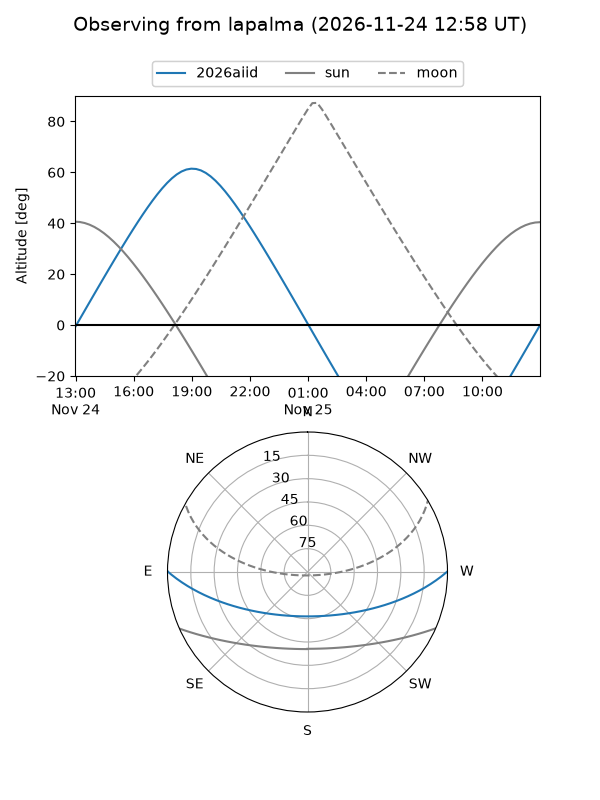 Observing from lapalma (2026-11-24 12:58 UT)
2026aiid sun moon
Altitude [deg]
80
60
40
20
0
−20
13:00 16:00 19:00 22:00 01:00 04:00 07:00 10:00
Nov 24 Nov 25
N
NE NW
15
30
45
60
75
E W
SE SW
S